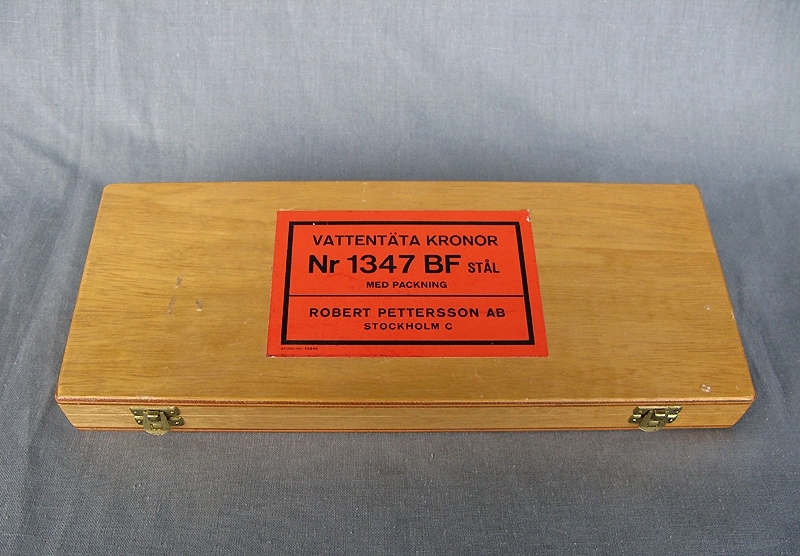 VATTENTÄTA KRONOR
Nr 1347 BF STÅL
MED PACKNING
ROBERT PETTERSSON AB
STOCKHOLM C